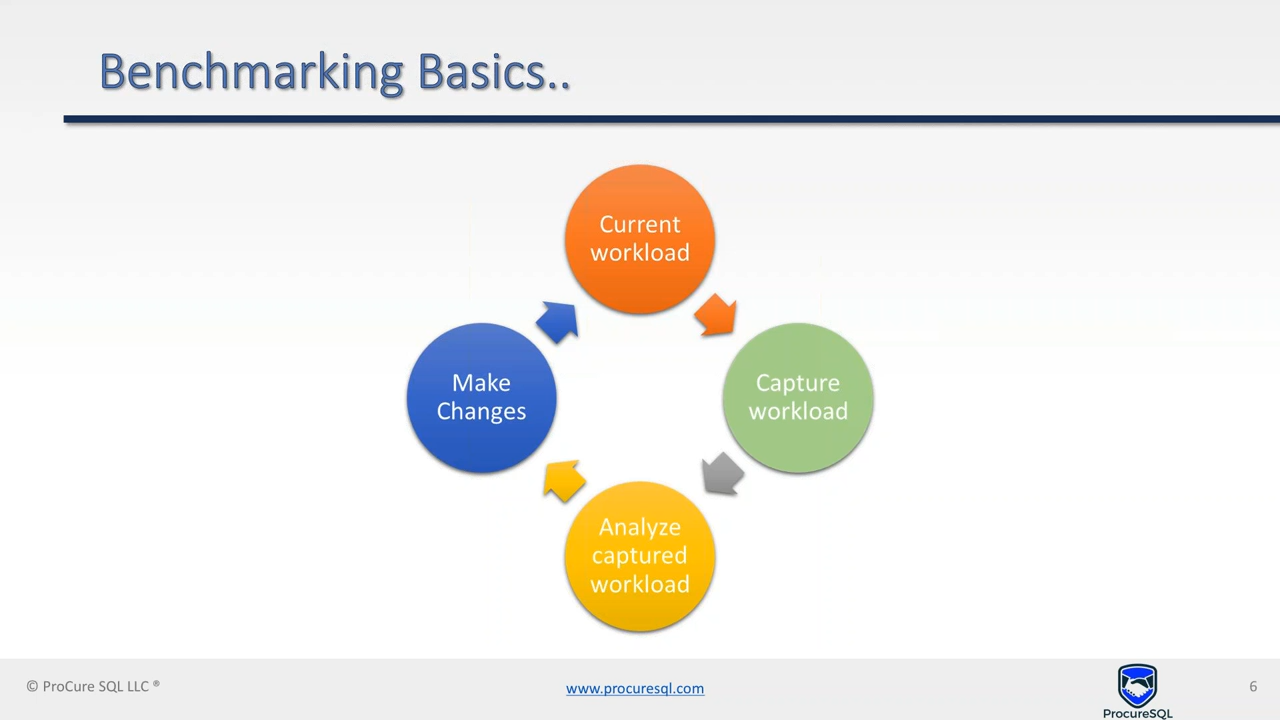 Benchmarking Basics..
Current
workload
Capture
workload
Analyze
captured
workload
Make
Changes
© ProCure SQL LLC ®
www.procuresql.com
ProcureSQL
6